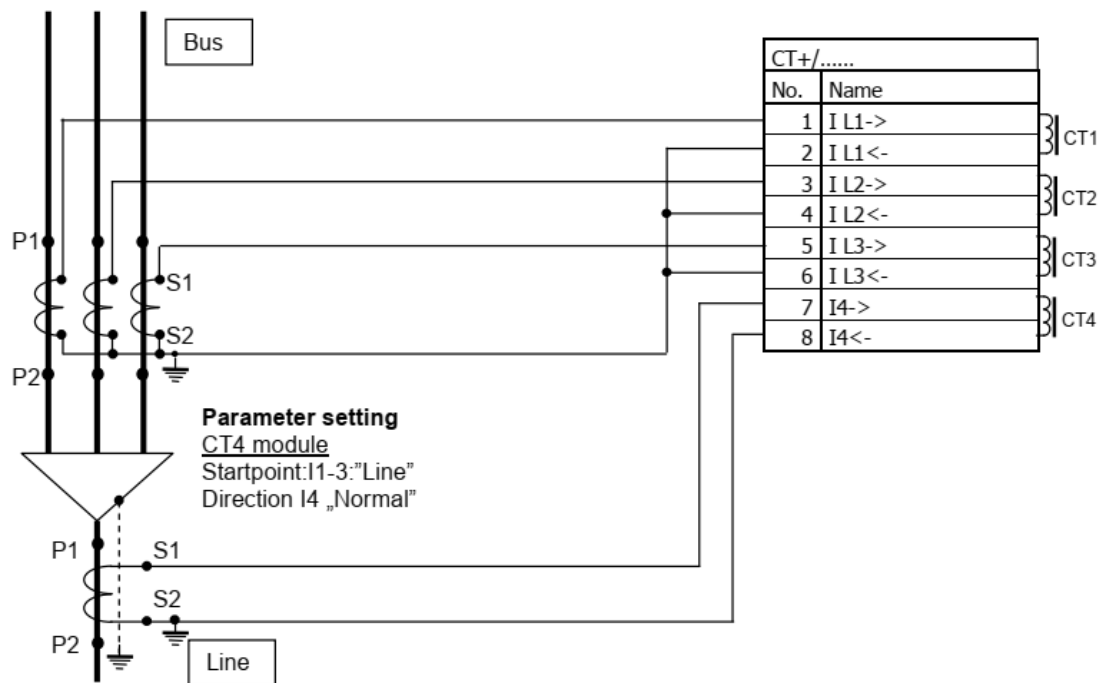 Bus
CT+/......
No. Name
1 I L1->
2 I L1<-
CT1
3 I L2->
4 I L2<-
CT2
5 I L3->
6 I L3<-
CT3
7 I4->
8 I4<-
CT4
P1
S1
S2
P2
Parameter setting
CT4 module
Startpoint:I1-3:”Line”
Direction I4 „Normal”
P1
S1
S2
P2
Line